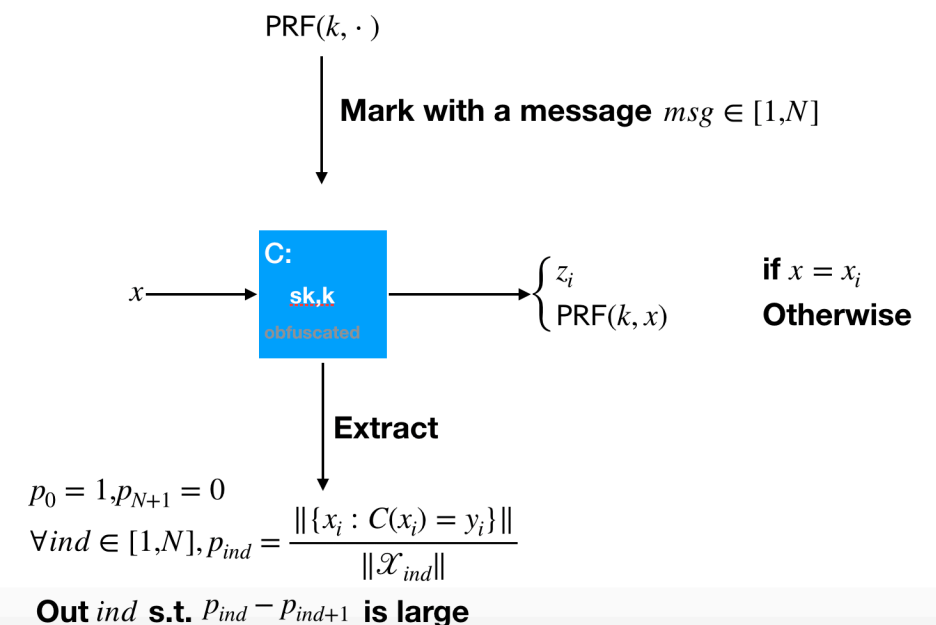 PRF(k, · )
Mark with a message msg ∈ [1,N]
C:
sk,k
obfuscated
x
z_i if x = x_i
PRF(k, x) Otherwise
Extract
p_0 = 1,p_{N+1} = 0
∀ind ∈ [1,N], p_{ind} = ‖{x_i : C(x_i) = y_i}‖ / ‖𝒳_{ind}‖
Out ind s.t. p_{ind} − p_{ind+1} is large